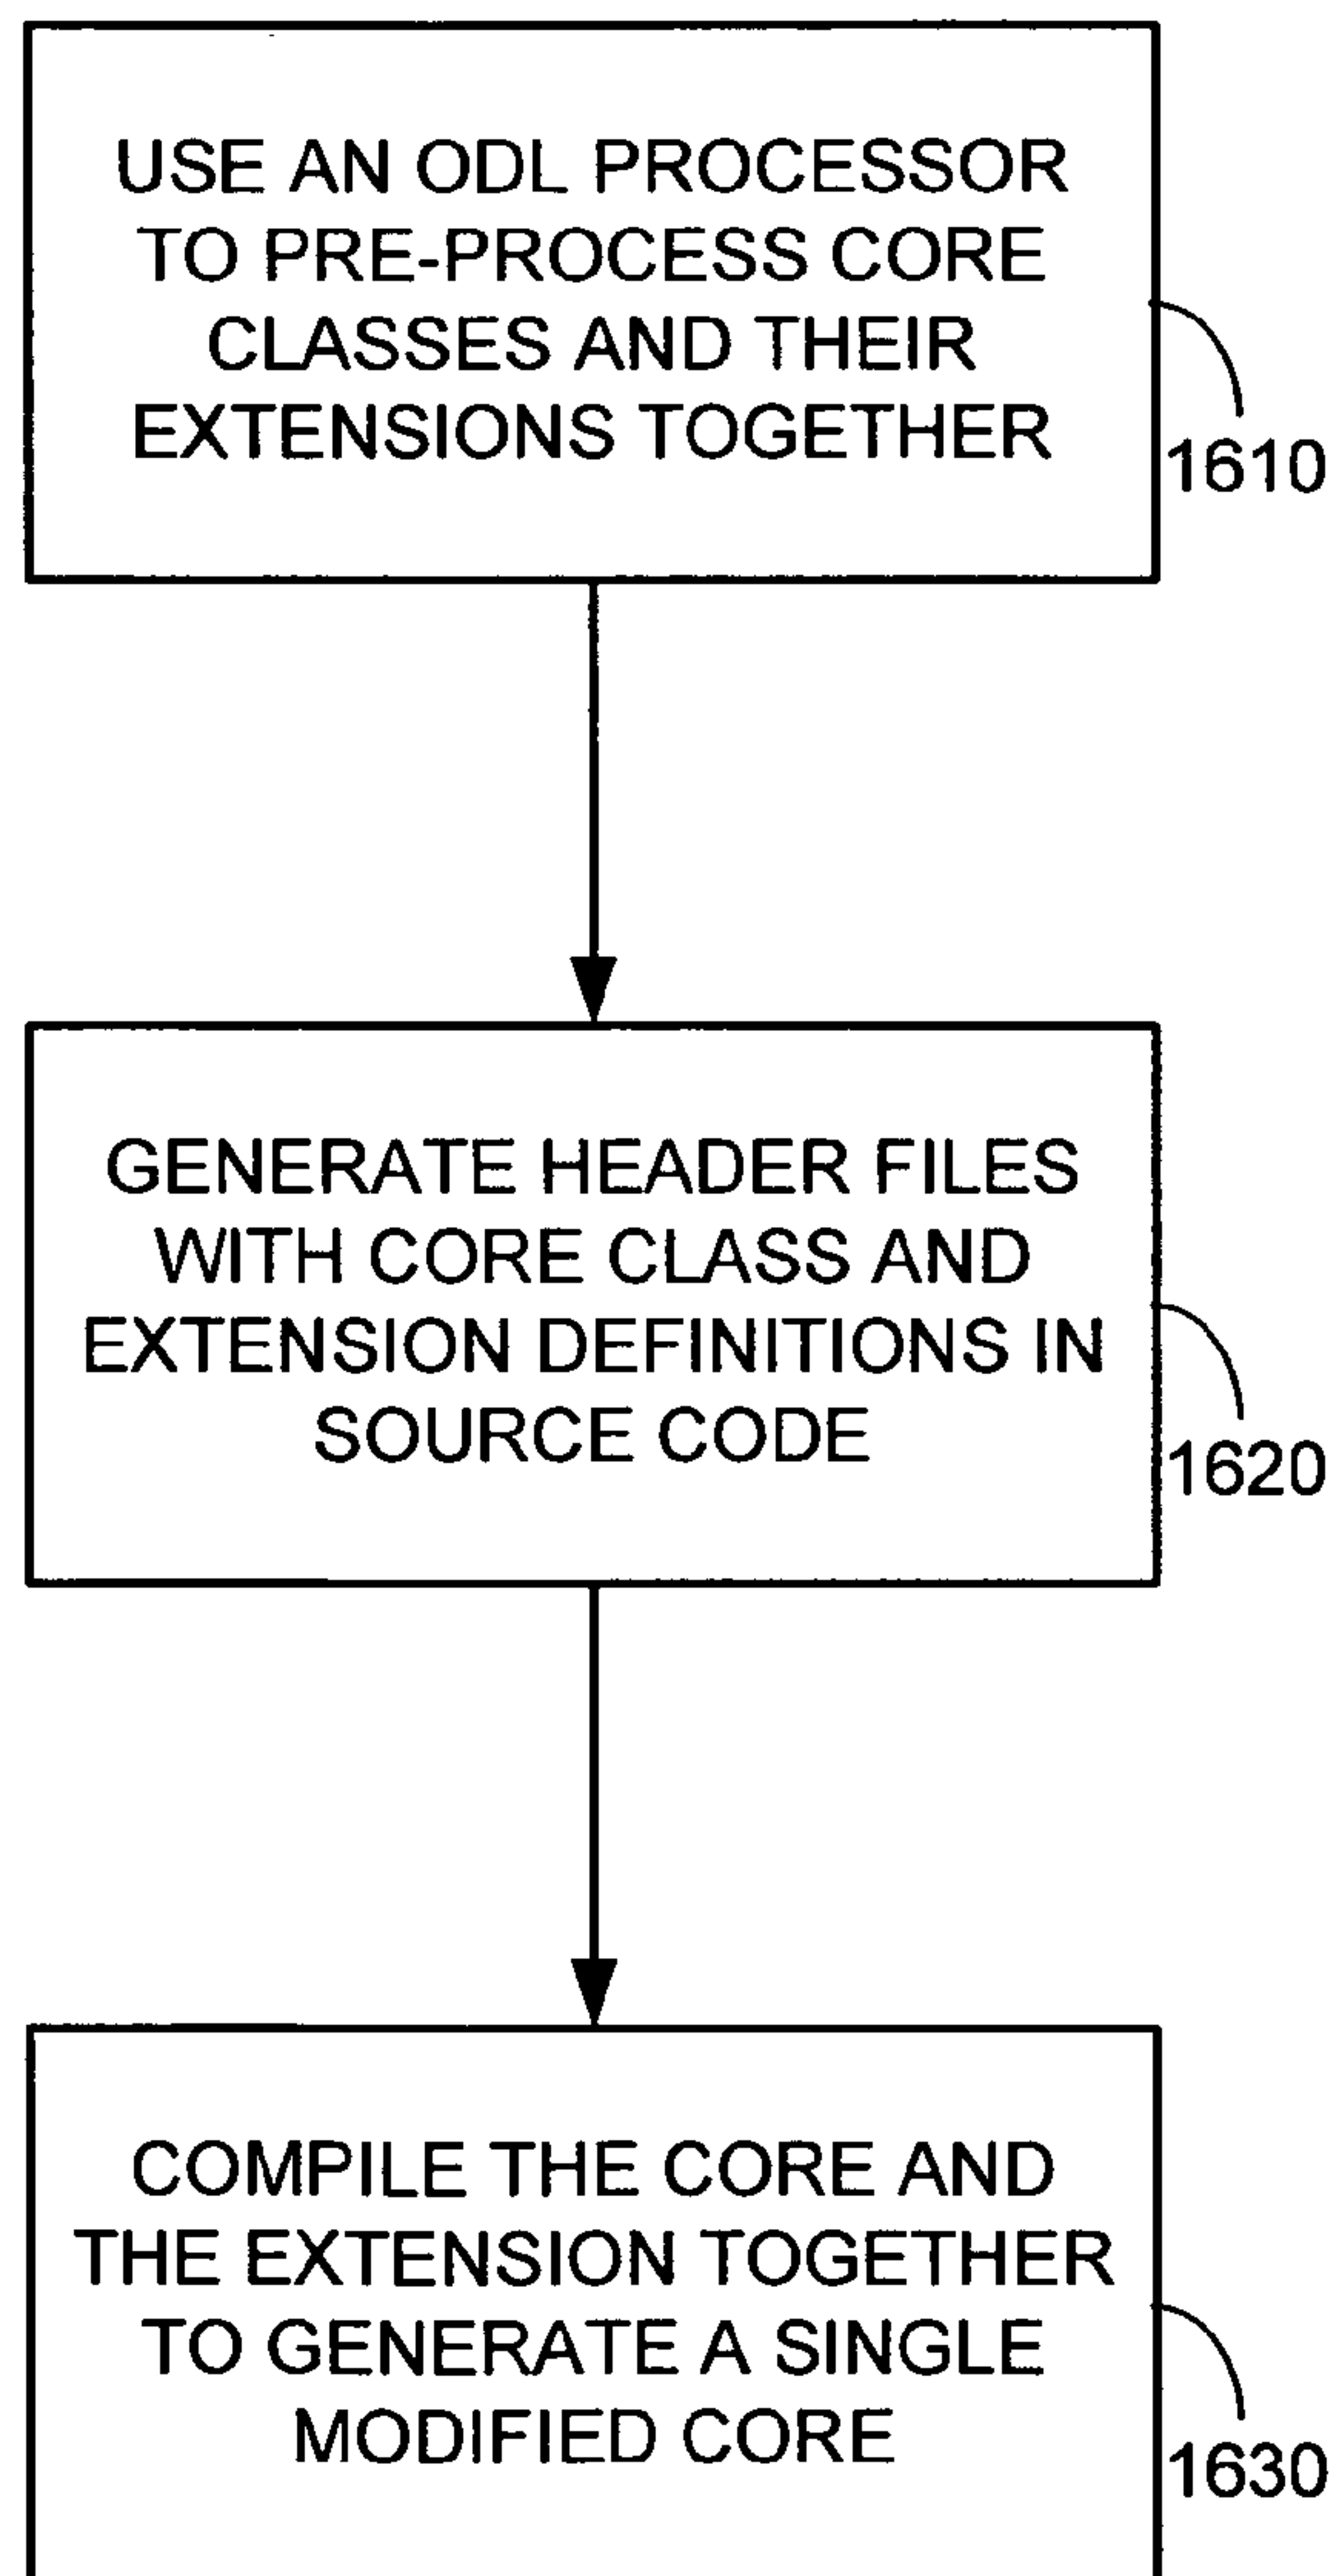 USE AN ODL PROCESSOR
TO PRE-PROCESS CORE
CLASSES AND THEIR
EXTENSIONS TOGETHER
1610
GENERATE HEADER FILES
WITH CORE CLASS AND
EXTENSION DEFINITIONS IN
SOURCE CODE
1620
COMPILE THE CORE AND
THE EXTENSION TOGETHER
TO GENERATE A SINGLE
MODIFIED CORE
1630